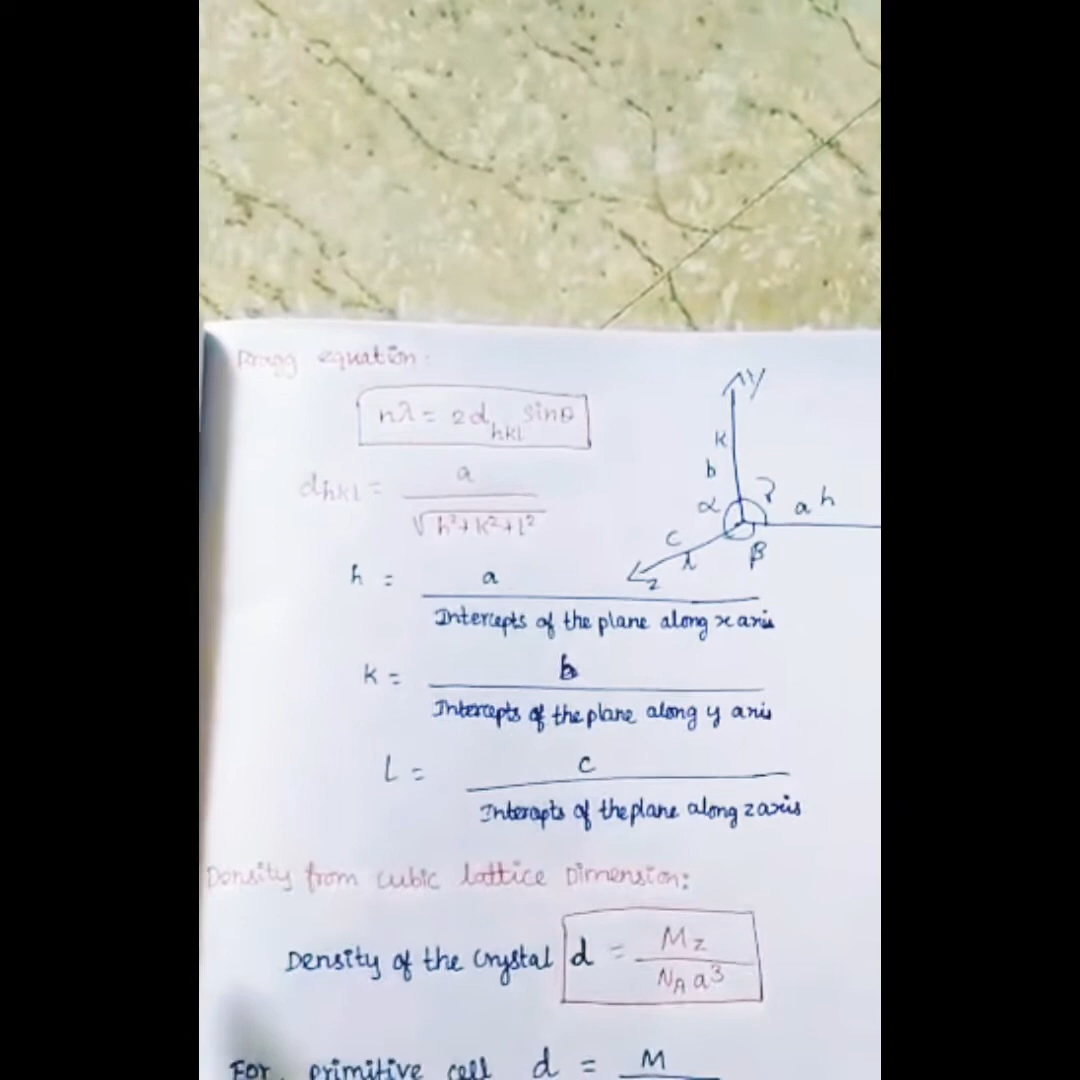 Bragg equation.
nλ = 2d_hkl sinθ
d_hkl = a / √h²+k²+l²
y
k
b
α
a h
c
β
z
h = a / Intercepts of the plane along x axis
k = b / Intercepts of the plane along y axis
L = c / Intercepts of the plane along z axis
Density from cubic lattice Dimension:
Density of the Crystal d = Mz / N_A a³
For primitive cell d = M